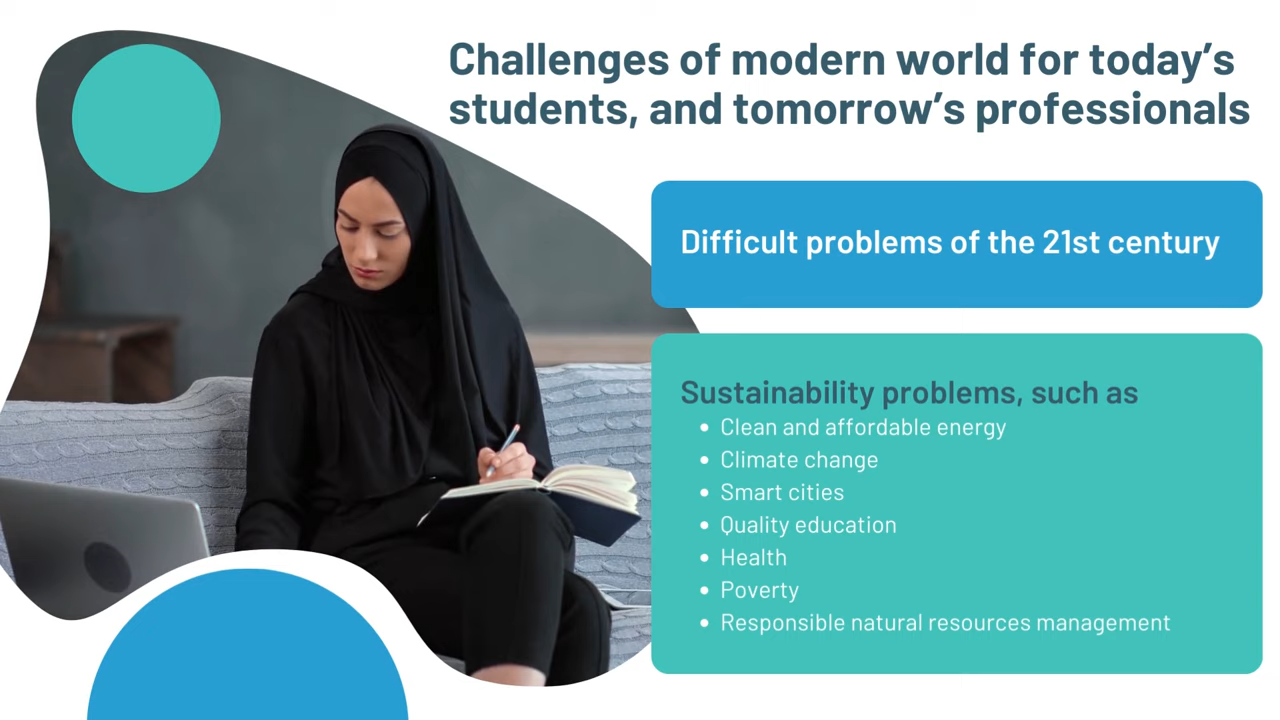 Challenges of modern world for today’s
students, and tomorrow’s professionals
Difficult problems of the 21st century
Sustainability problems, such as
• Clean and affordable energy
• Climate change
• Smart cities
• Quality education
• Health
• Poverty
• Responsible natural resources management